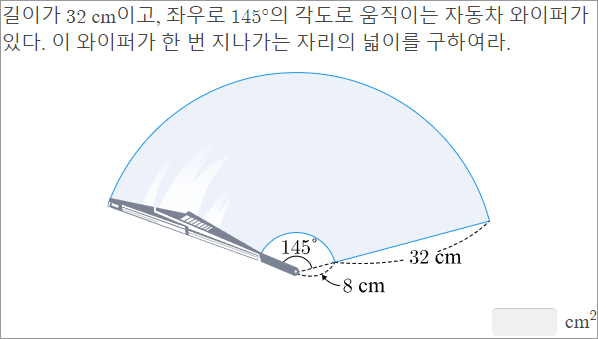 길이가 32 cm이고, 좌우로 145°의 각도로 움직이는 자동차 와이퍼가
있다. 이 와이퍼가 한 번 지나가는 자리의 넓이를 구하여라.
145°
32 cm
8 cm
cm²